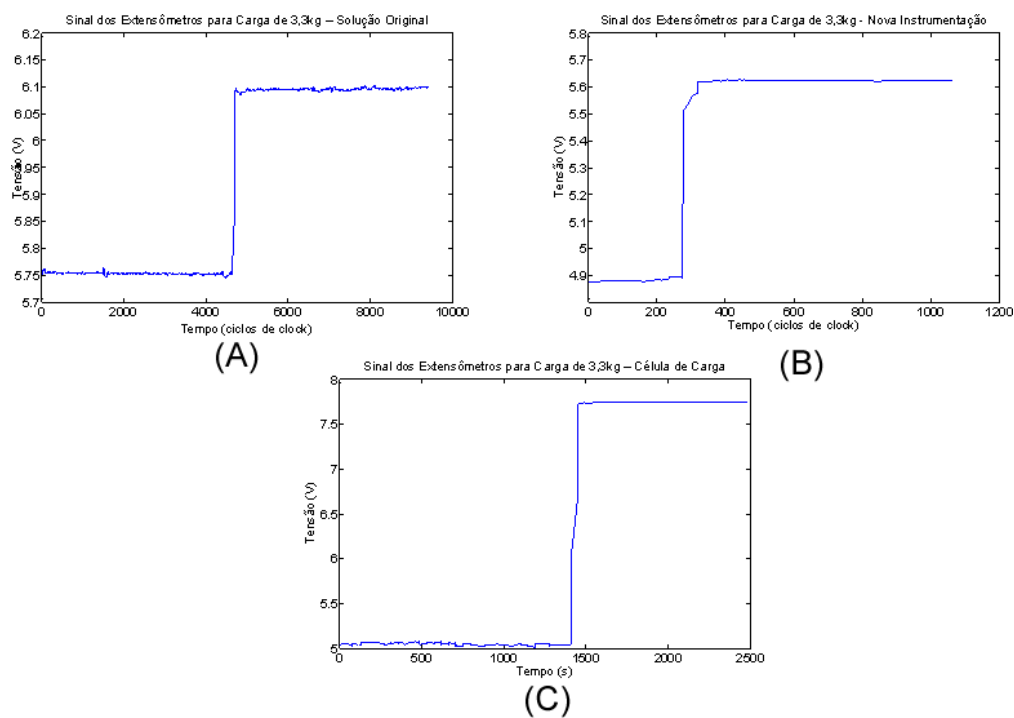 Sinal dos Extensômetros para Carga de 3,3kg – Solução Original
6.2
6.15
6.1
6.05
6
5.95
5.9
5.85
5.8
5.75
5.7
Tensão (V)
0 2000 4000 6000 8000 10000
Tempo (ciclos de clock)
(A)
Sinal dos Extensômetros para Carga de 3,3kg - Nova Instrumentação
5.8
5.7
5.6
5.5
5.4
5.3
5.2
5.1
5
4.9
Tensão (V)
0 200 400 600 800 1000 1200
Tempo (ciclos de clock)
(B)
Sinal dos Extensômetros para Carga de 3,3kg – Célula de Carga
8
7.5
7
6.5
6
5.5
5
Tensão (V)
0 500 1000 1500 2000 2500
Tempo (s)
(C)